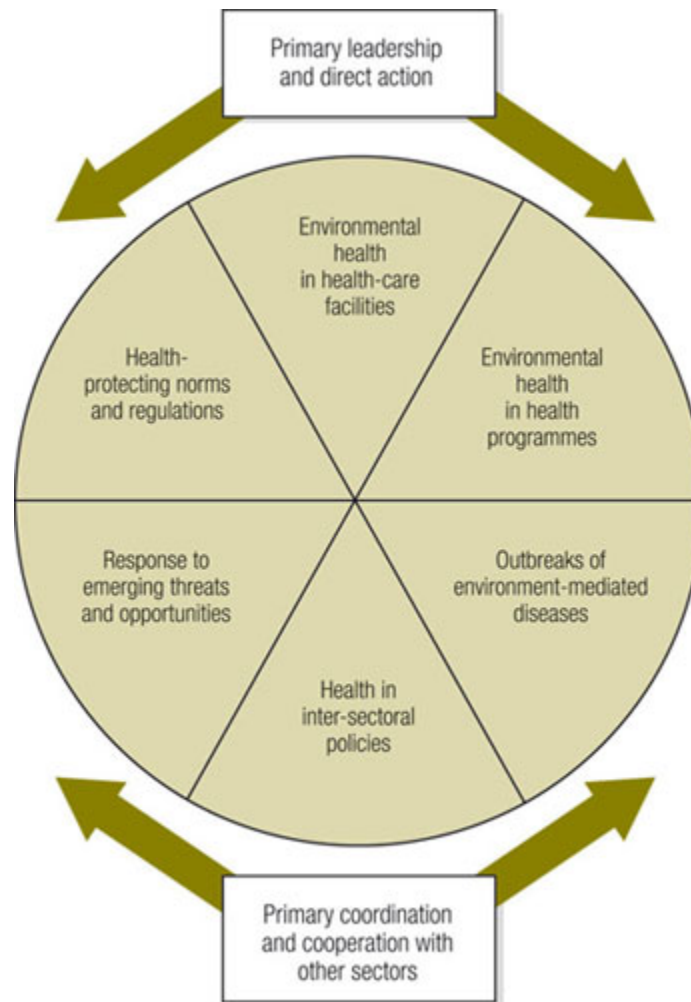 Primary leadership
and direct action
Environmental
health
in health-care
facilities
Health-
protecting norms
and regulations
Environmental
health
in health
programmes
Response to
emerging threats
and opportunities
Outbreaks of
environment-mediated
diseases
Health in
inter-sectoral
policies
Primary coordination
and cooperation with
other sectors